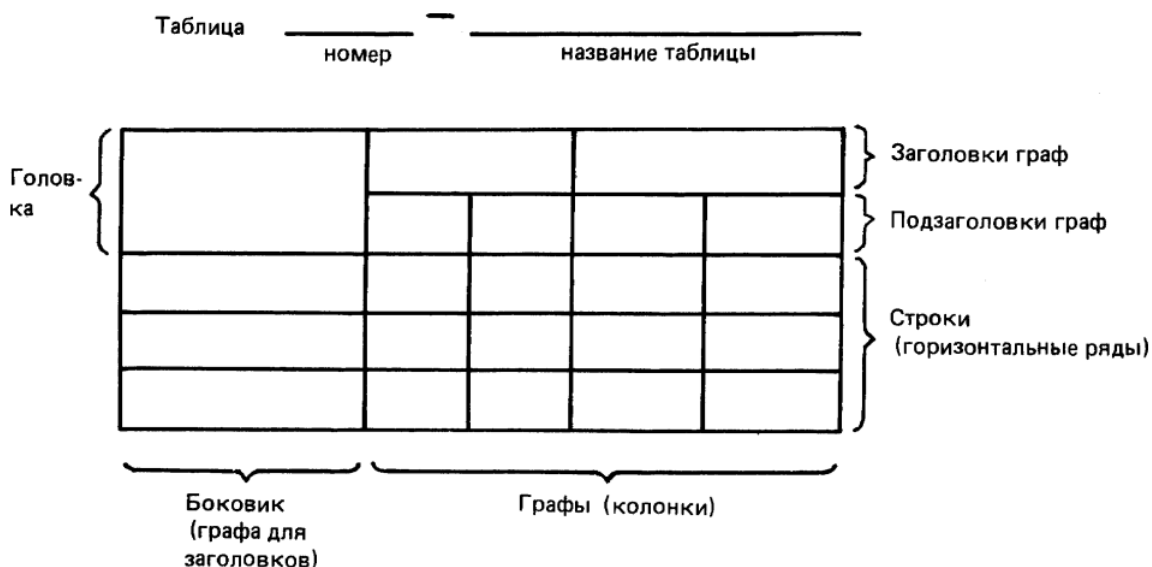 Таблица —
номер название таблицы
Голов-
ка
Заголовки граф
Подзаголовки граф
Строки
(горизонтальные ряды)
Боковик
(графа для
заголовков)
Графы (колонки)